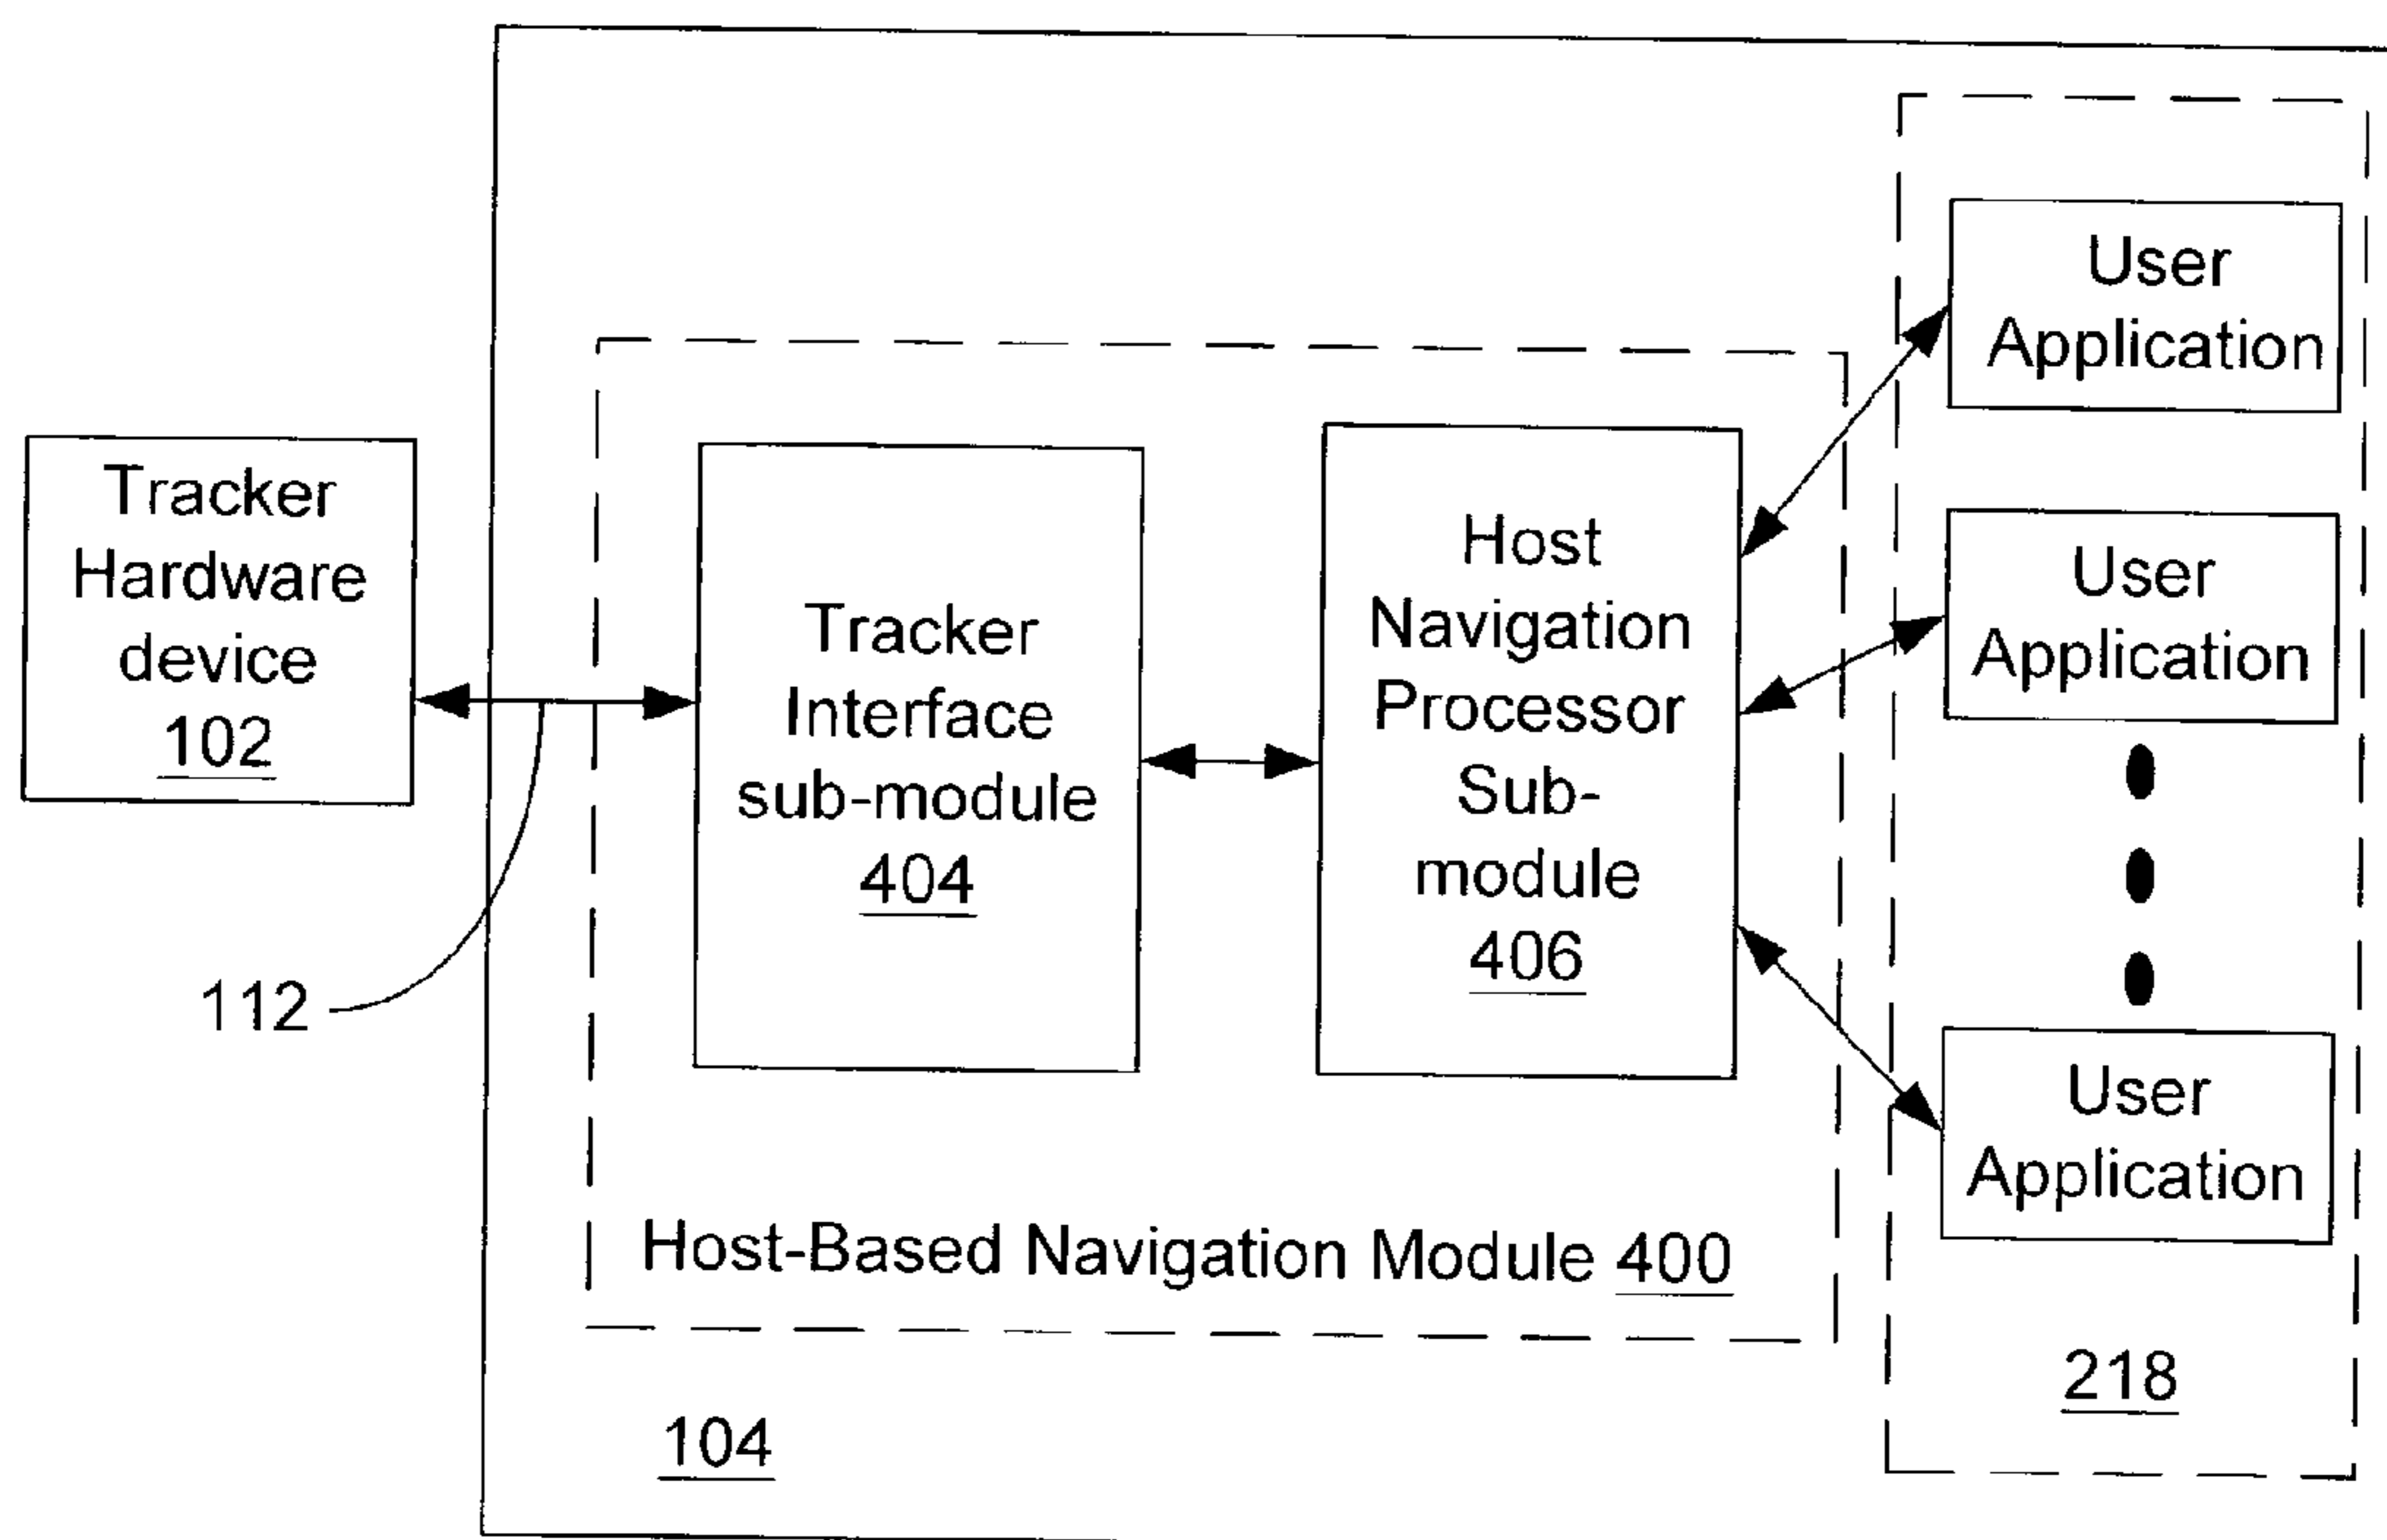 Tracker
Hardware
device
102
112
Tracker
Interface
sub-module
404
Host
Navigation
Processor
Sub-
module
406
Host-Based Navigation Module 400
104
User
Application
User
Application
User
Application
218